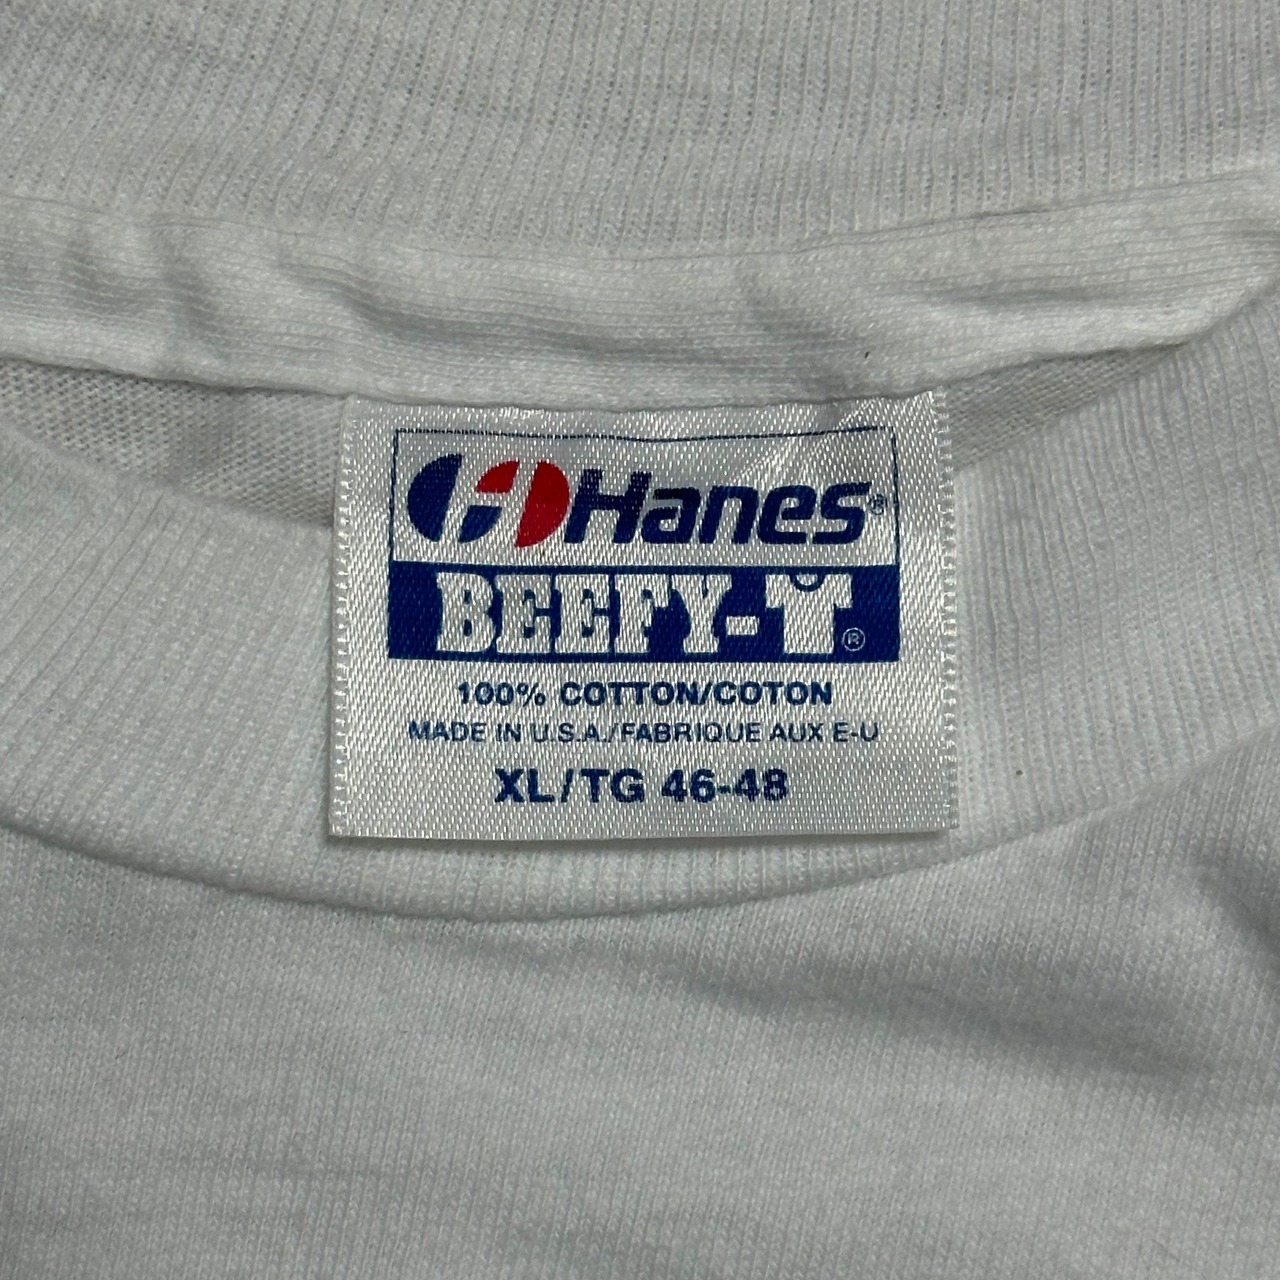 Hanes®
BEEFY-T®
100% COTTON/COTON
MADE IN U.S.A./FABRIQUE AUX E-U
XL/TG 46-48